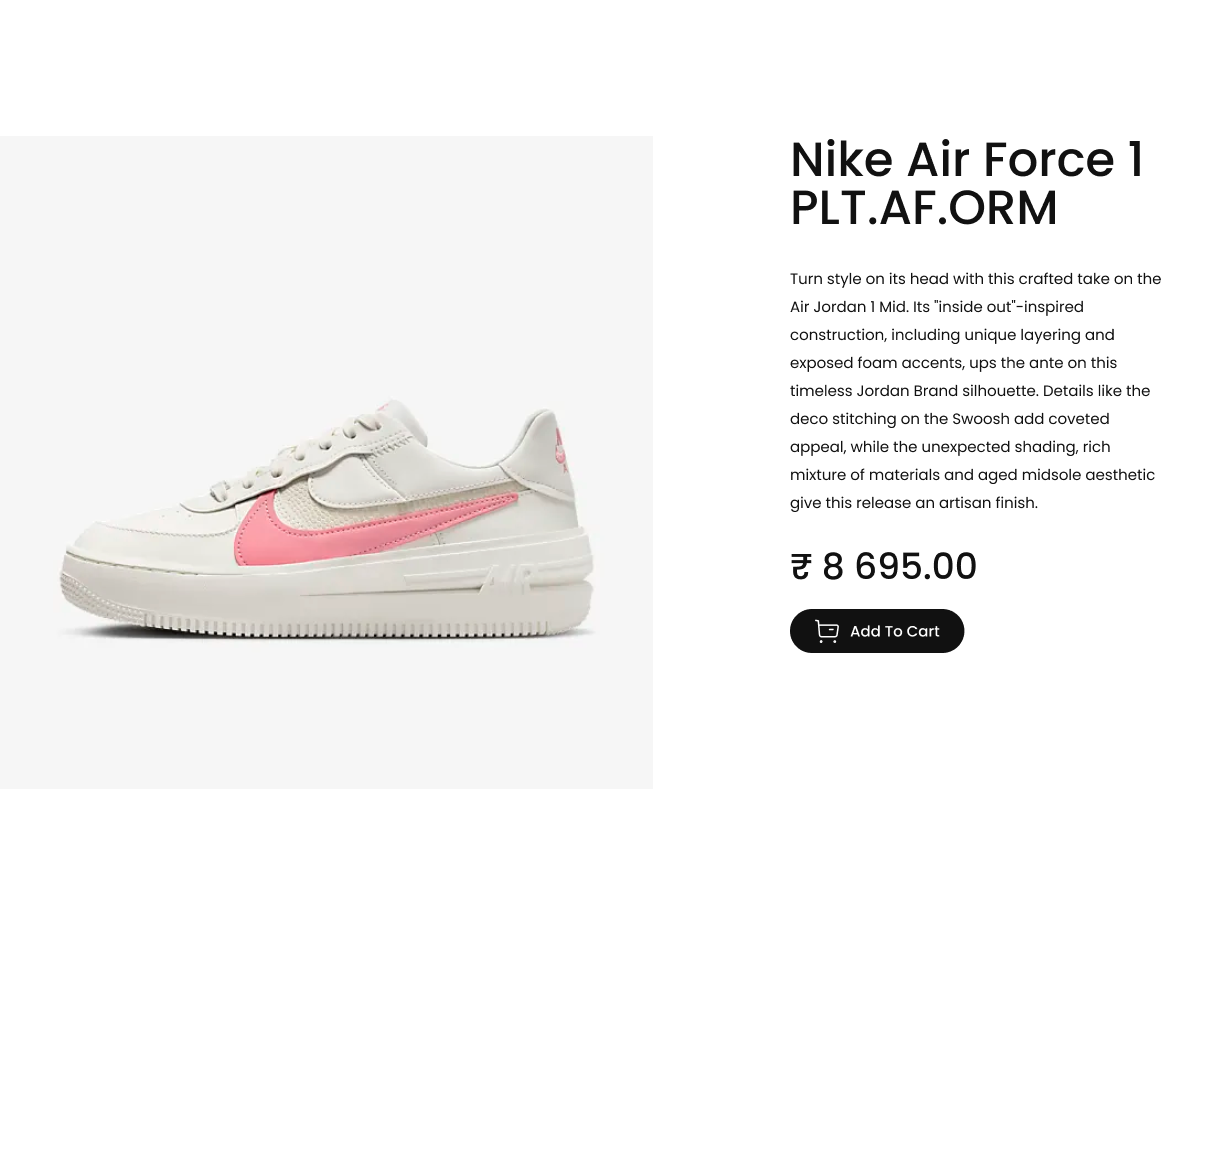 Nike Air Force 1
PLT.AF.ORM
Turn style on its head with this crafted take on the
Air Jordan 1 Mid. Its "inside out"-inspired
construction, including unique layering and
exposed foam accents, ups the ante on this
timeless Jordan Brand silhouette. Details like the
deco stitching on the Swoosh add coveted
appeal, while the unexpected shading, rich
mixture of materials and aged midsole aesthetic
give this release an artisan finish.
₹ 8 695.00
Add To Cart
AIR